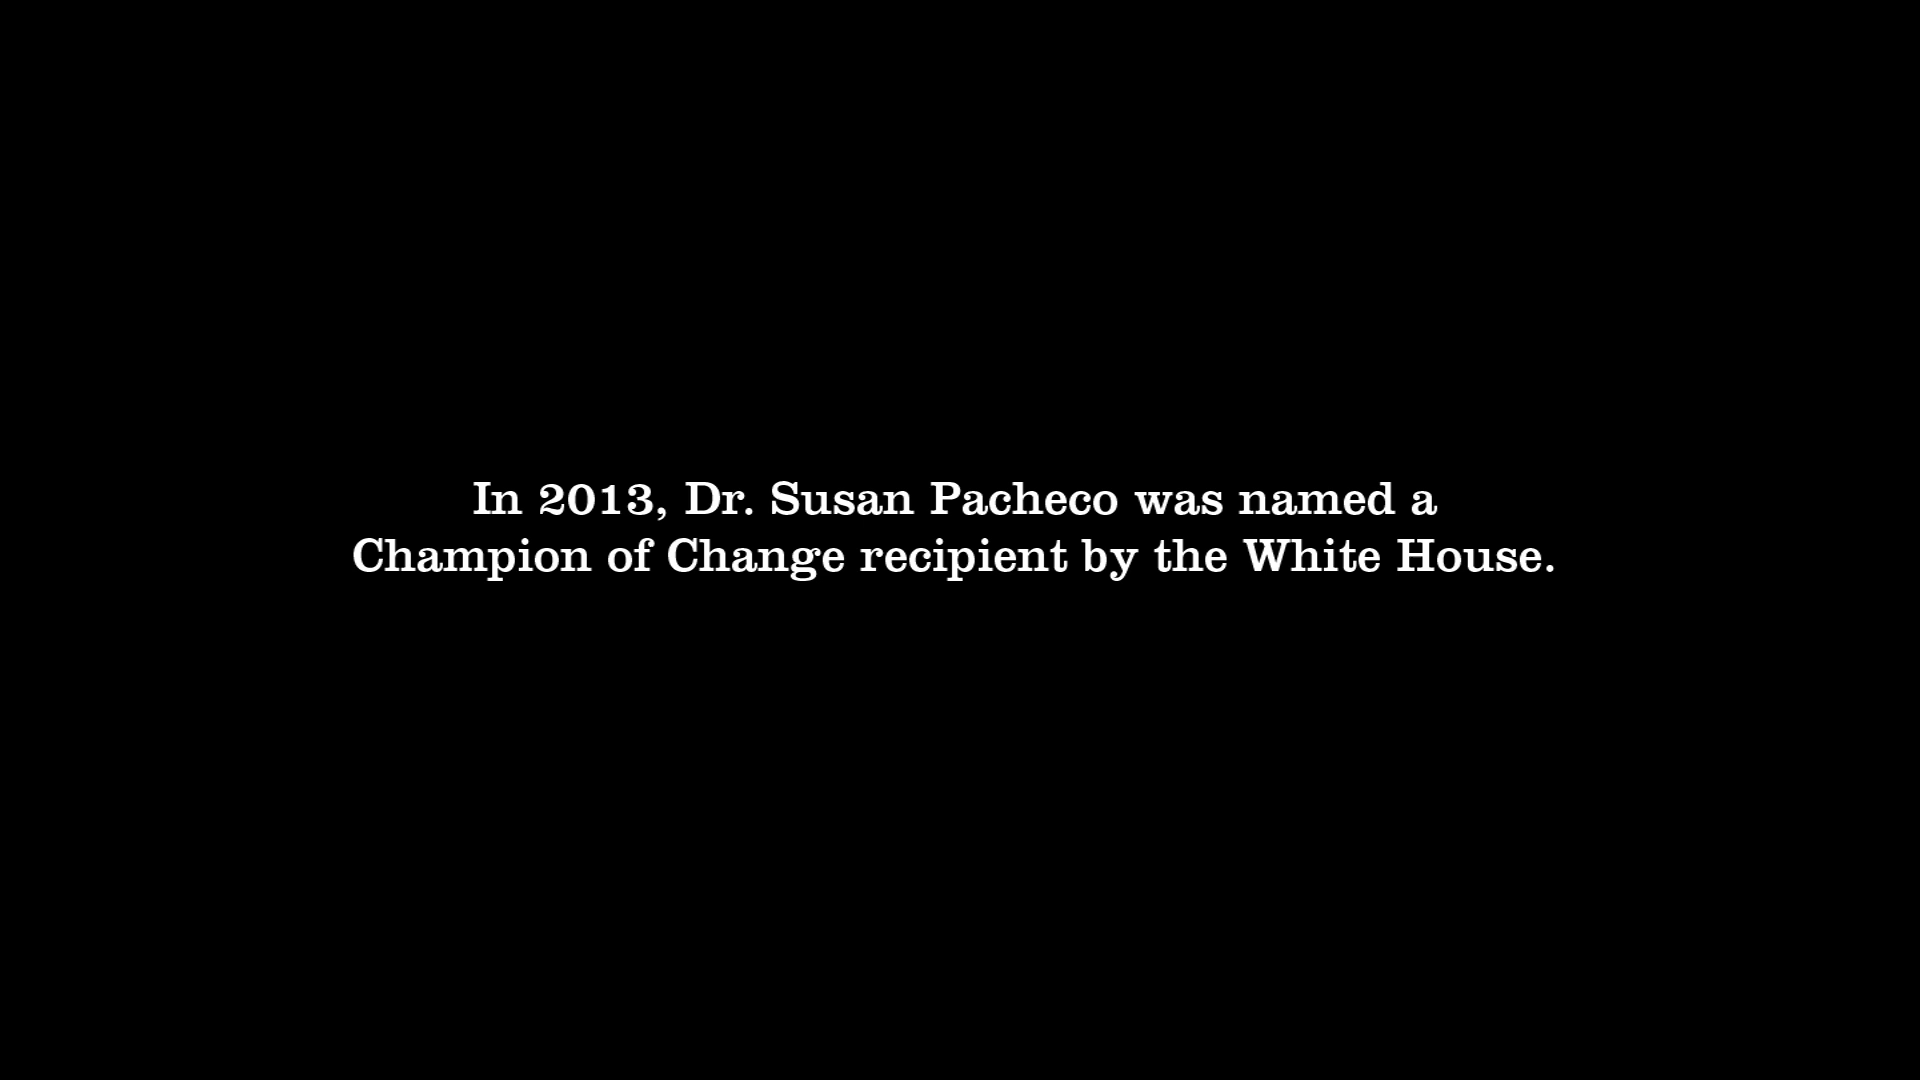 In 2013, Dr. Susan Pacheco was named a
Champion of Change recipient by the White House.